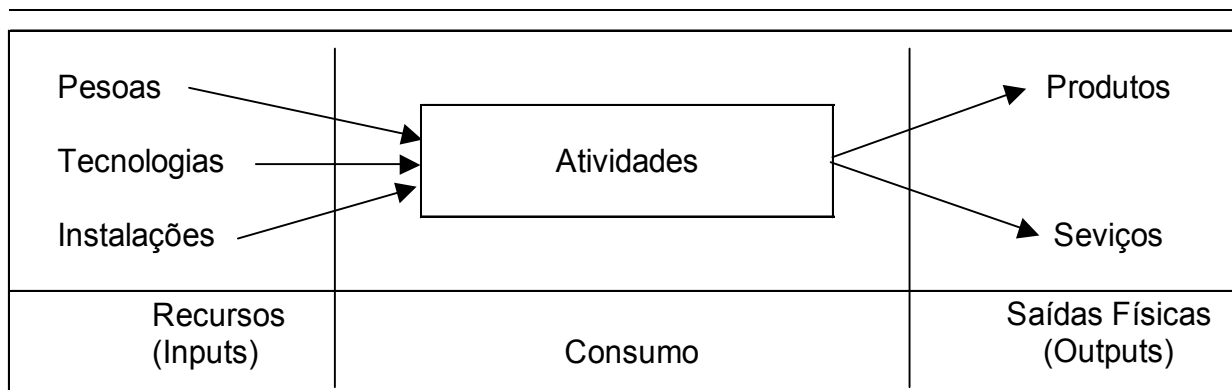 Pesoas
Tecnologias
Instalações
Atividades
Produtos
Seviços
Recursos
(Inputs)
Consumo
Saídas Físicas
(Outputs)